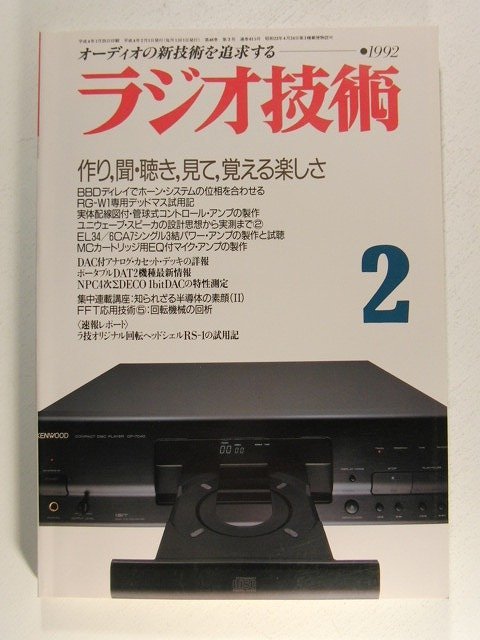 オーディオの新技術を追求する
●1992
ラジオ技術
作り,聞・聴き,見て,覚える楽しさ
BBDディレイでホーン・システムの位相を合わせる
RG-W1専用デッドマス試用記
実体配線図付・管球式コントロール・アンプの製作
ユニウェーブ・スピーカの設計思想から実測まで②
EL34/6CA7シングル3結パワー・アンプの製作と試聴
MCカートリッジ用EQ付マイク・アンプの製作
DAC付アナログ・カセット・デッキの詳報
ポータブルDAT2機種最新情報
NPC4次ΣDECO 1bitDACの特性測定
集中連載講座:知られざる半導体の素顔(II)
FFT応用技術⑤:回転機械の回析
〈速報レポート〉
ラ技オリジナル回転ヘッドシェルRS-1の試用記
2
KENWOOD
COMPACT DISC PLAYER